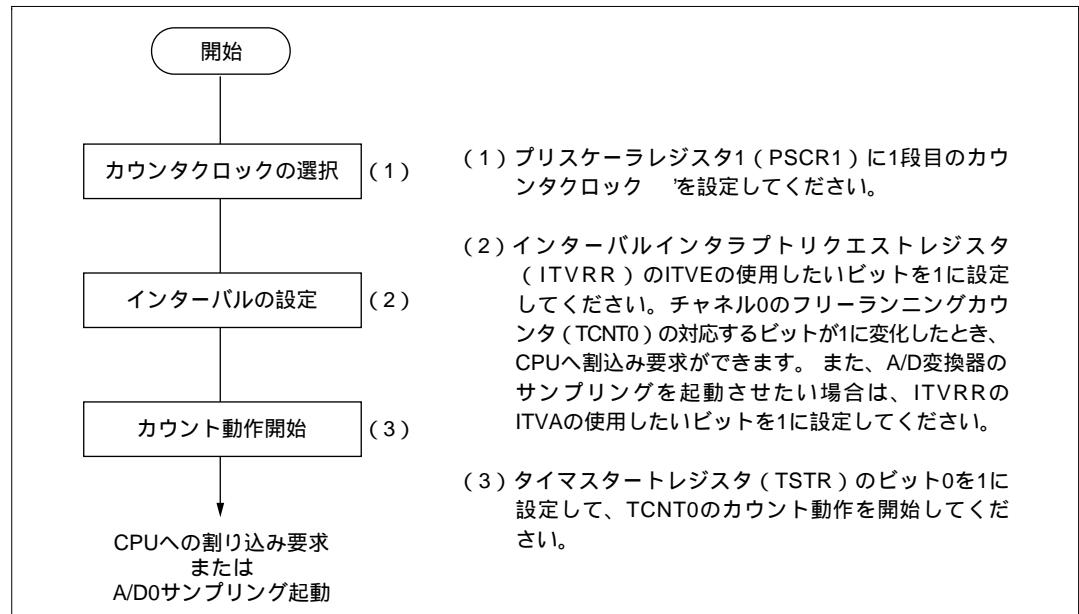 開始
カウンタクロックの選択 (1)
インターバルの設定 (2)
カウント動作開始 (3)
CPUへの割り込み要求
または
A/D0サンプリング起動
(1)プリスケーラレジスタ1(PSCR1)に1段目のカウ
ンタクロック ’を設定してください。
(2)インターバルインタラプトリクエストレジスタ
(ITVRR)のITVEの使用したいビットを1に設定
してください。チャネル0のフリーランニングカウ
ンタ(TCNT0)の対応するビットが1に変化したとき、
CPUへ割込み要求ができます。 また、A/D変換器の
サンプリングを起動させたい場合は、ITVRRの
ITVAの使用したいビットを1に設定してください。
(3)タイマスタートレジスタ(TSTR)のビット0を1に
設定して、TCNT0のカウント動作を開始してくだ
さい。